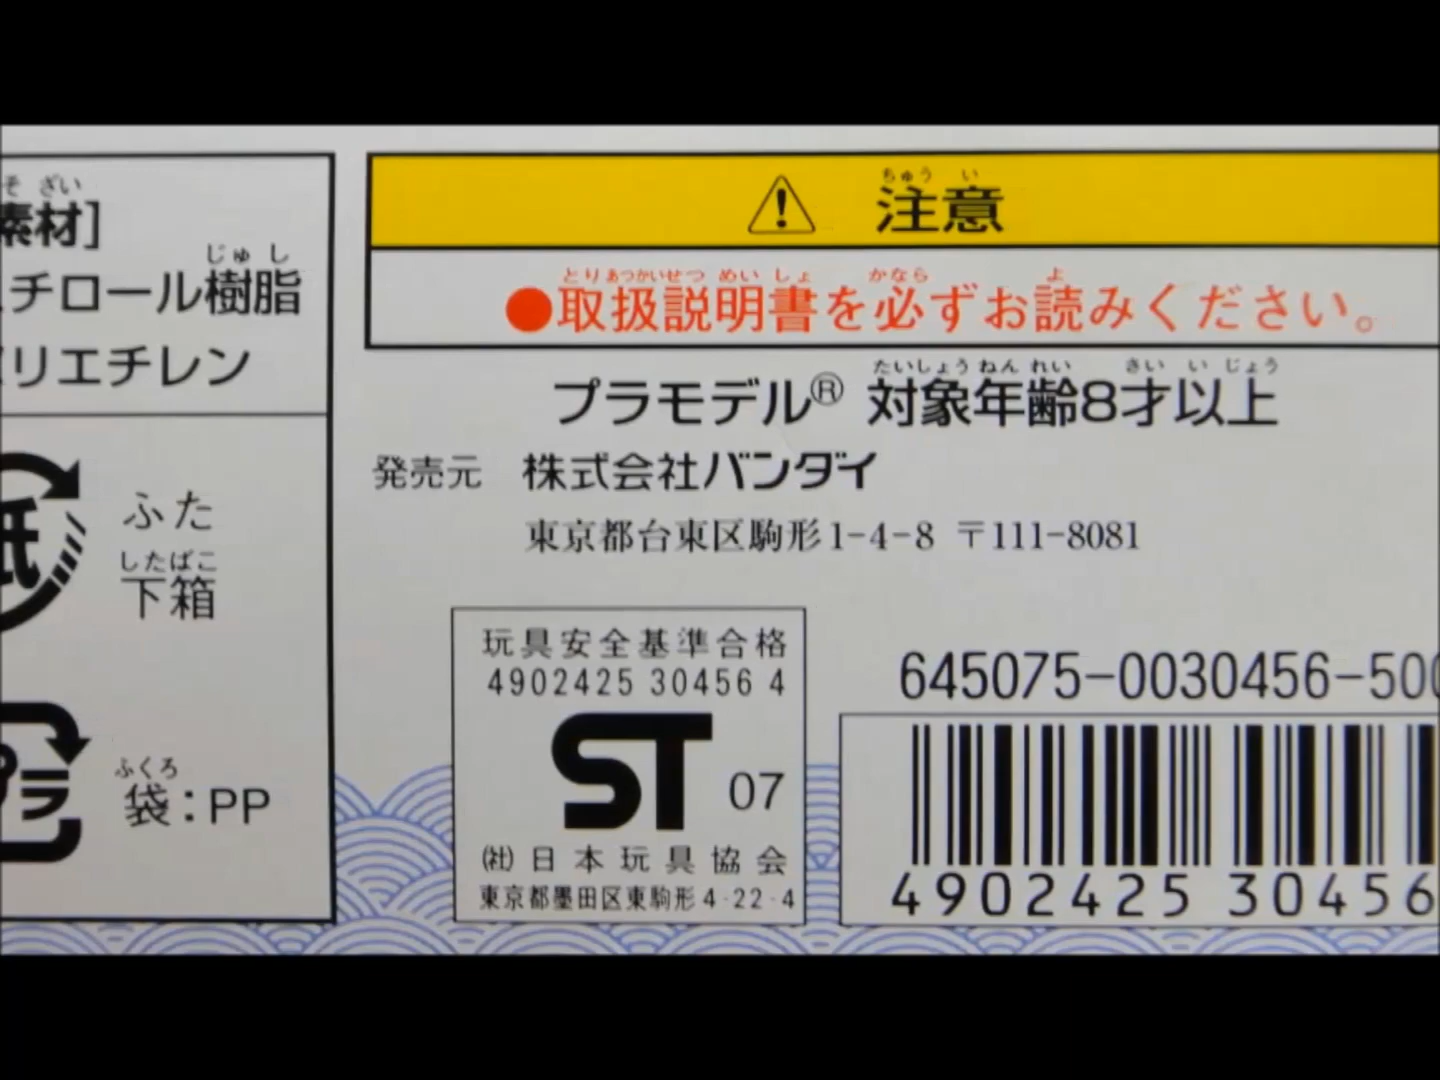 そざい
素材]
チロール樹脂
じゅし
リエチレン
紙
ふた
したばこ
下箱
プラ
ふくろ
袋：PP
ちゅうい
注意
とりあつかいせつめいしょ かなら よ
●取扱説明書を必ずお読みください。
たいしょうねんれい さい いじょう
プラモデル® 対象年齢8才以上
発売元 株式会社バンダイ
東京都台東区駒形1-4-8 〒111-8081
玩具安全基準合格
4902425 30456 4
ST 07
(社)日本玩具協会
東京都墨田区東駒形4-22-4
645075-0030456-500
4902425 30456